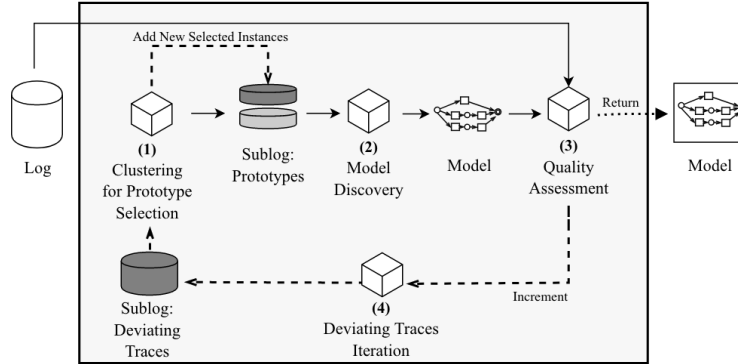 Add New Selected Instances
Log
(1)
Clustering
for Prototype
Selection
Sublog:
Prototypes
(2)
Model
Discovery
Model
(3)
Quality
Assessment
Return
Model
Increment
(4)
Deviating Traces
Iteration
Sublog:
Deviating
Traces